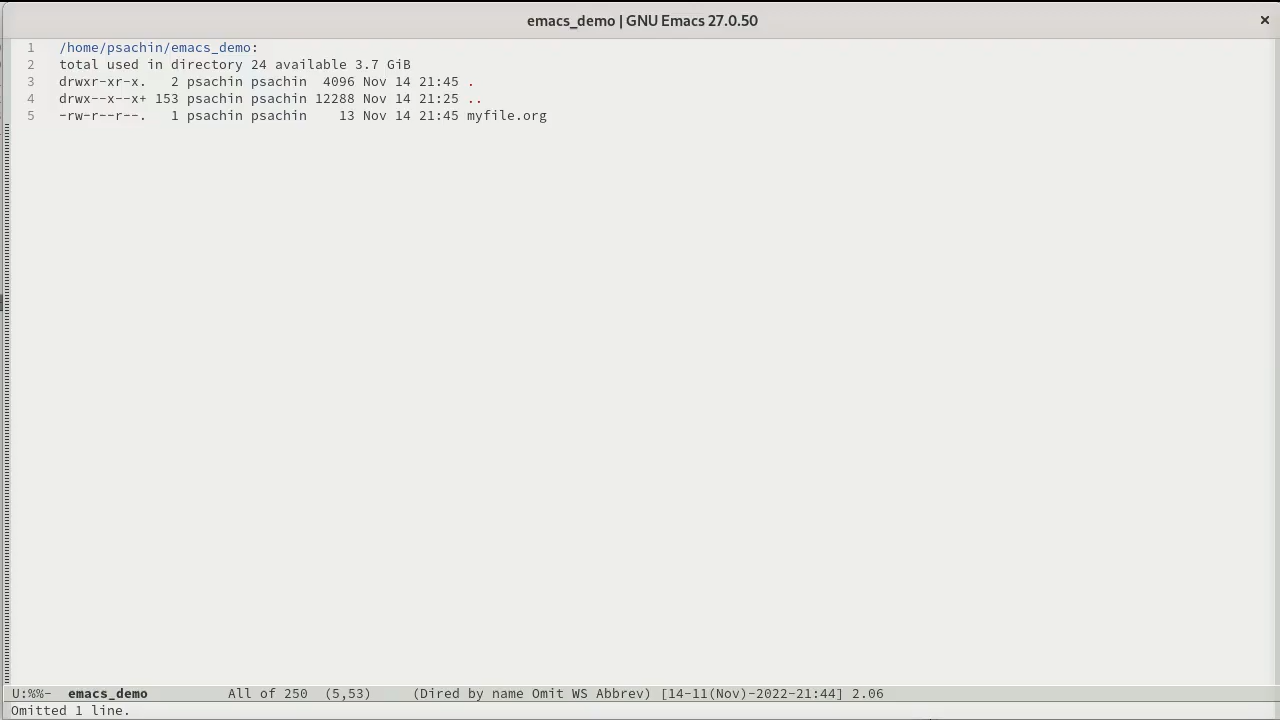 emacs_demo | GNU Emacs 27.0.50 ×
1 /home/psachin/emacs_demo:
2 total used in directory 24 available 3.7 GiB
3 drwxr-xr-x. 2 psachin psachin 4096 Nov 14 21:45 .
4 drwx--x--x+ 153 psachin psachin 12288 Nov 14 21:25 ..
5 -rw-r--r--. 1 psachin psachin 13 Nov 14 21:45 myfile.org
U:%%- emacs_demo All of 250 (5,53) (Dired by name Omit WS Abbrev) [14-11(Nov)-2022-21:44] 2.06
Omitted 1 line.